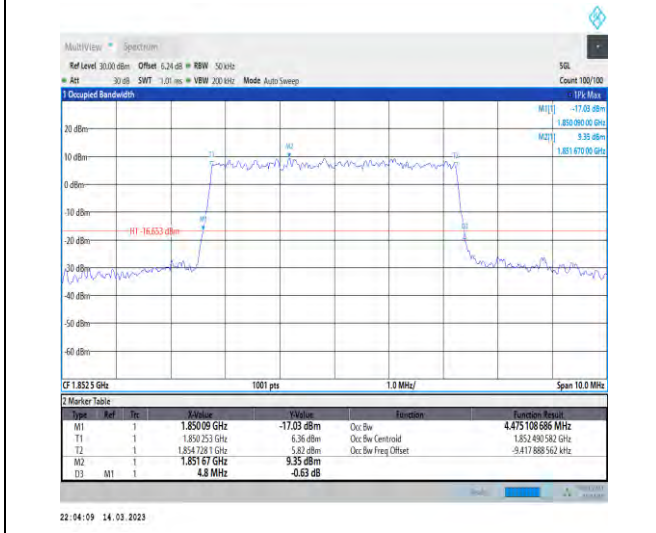 MultiView Spectrum
Ref Level 30.00 dBm Offset 6.24 dB RBW 50 kHz SGL
Att 30 dB SWT 1.01 ms VBW 200 kHz Mode Auto Sweep Count 100/100
1 Occupied Bandwidth 1Pk Max
M1[1] -17.03 dBm
1.850 090 00 GHz
M2[1] 9.35 dBm
1.851 670 00 GHz
20 dBm
10 dBm
T1 M2 T2
0 dBm
-10 dBm
M1
H1 -16.653 dBm
-20 dBm
-30 dBm
-40 dBm
-50 dBm
-60 dBm
CF 1.852 5 GHz 1001 pts 1.0 MHz/ Span 10.0 MHz
2 Marker Table
Type Ref Trc X-Value Y-Value Function Function Result
M1 1 1.850 09 GHz -17.03 dBm Occ Bw 4.475 108 686 MHz
T1 1 1.850 253 GHz 6.36 dBm Occ Bw Centroid 1.852 490 582 GHz
T2 1 1.854 728 1 GHz 5.82 dBm Occ Bw Freq Offset -9.417 888 562 kHz
M2 1 1.851 67 GHz 9.35 dBm
D3 M1 1 4.8 MHz -0.63 dB
22:04:09 14.03.2023